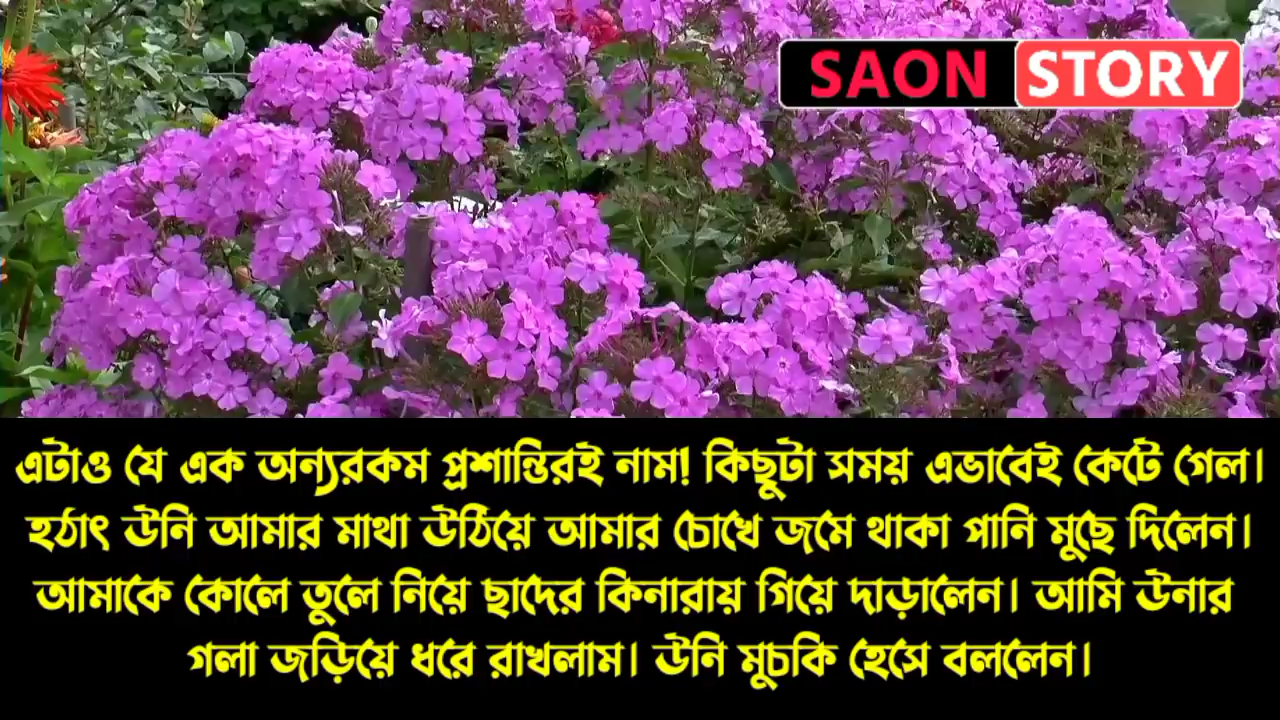 SAON STORY
এটাও যে এক অন্যরকম প্রশান্তিরই নাম! কিছুটা সময় এভাবেই কেটে গেল।
হঠাৎ উনি আমার মাথা উঠিয়ে আমার চোখে জমে থাকা পানি মুছে দিলেন।
আমাকে কোলে তুলে নিয়ে ছাদের কিনারায় গিয়ে দাড়ালেন। আমি উনার
গলা জড়িয়ে ধরে রাখলাম। উনি মুচকি হেসে বললেন।